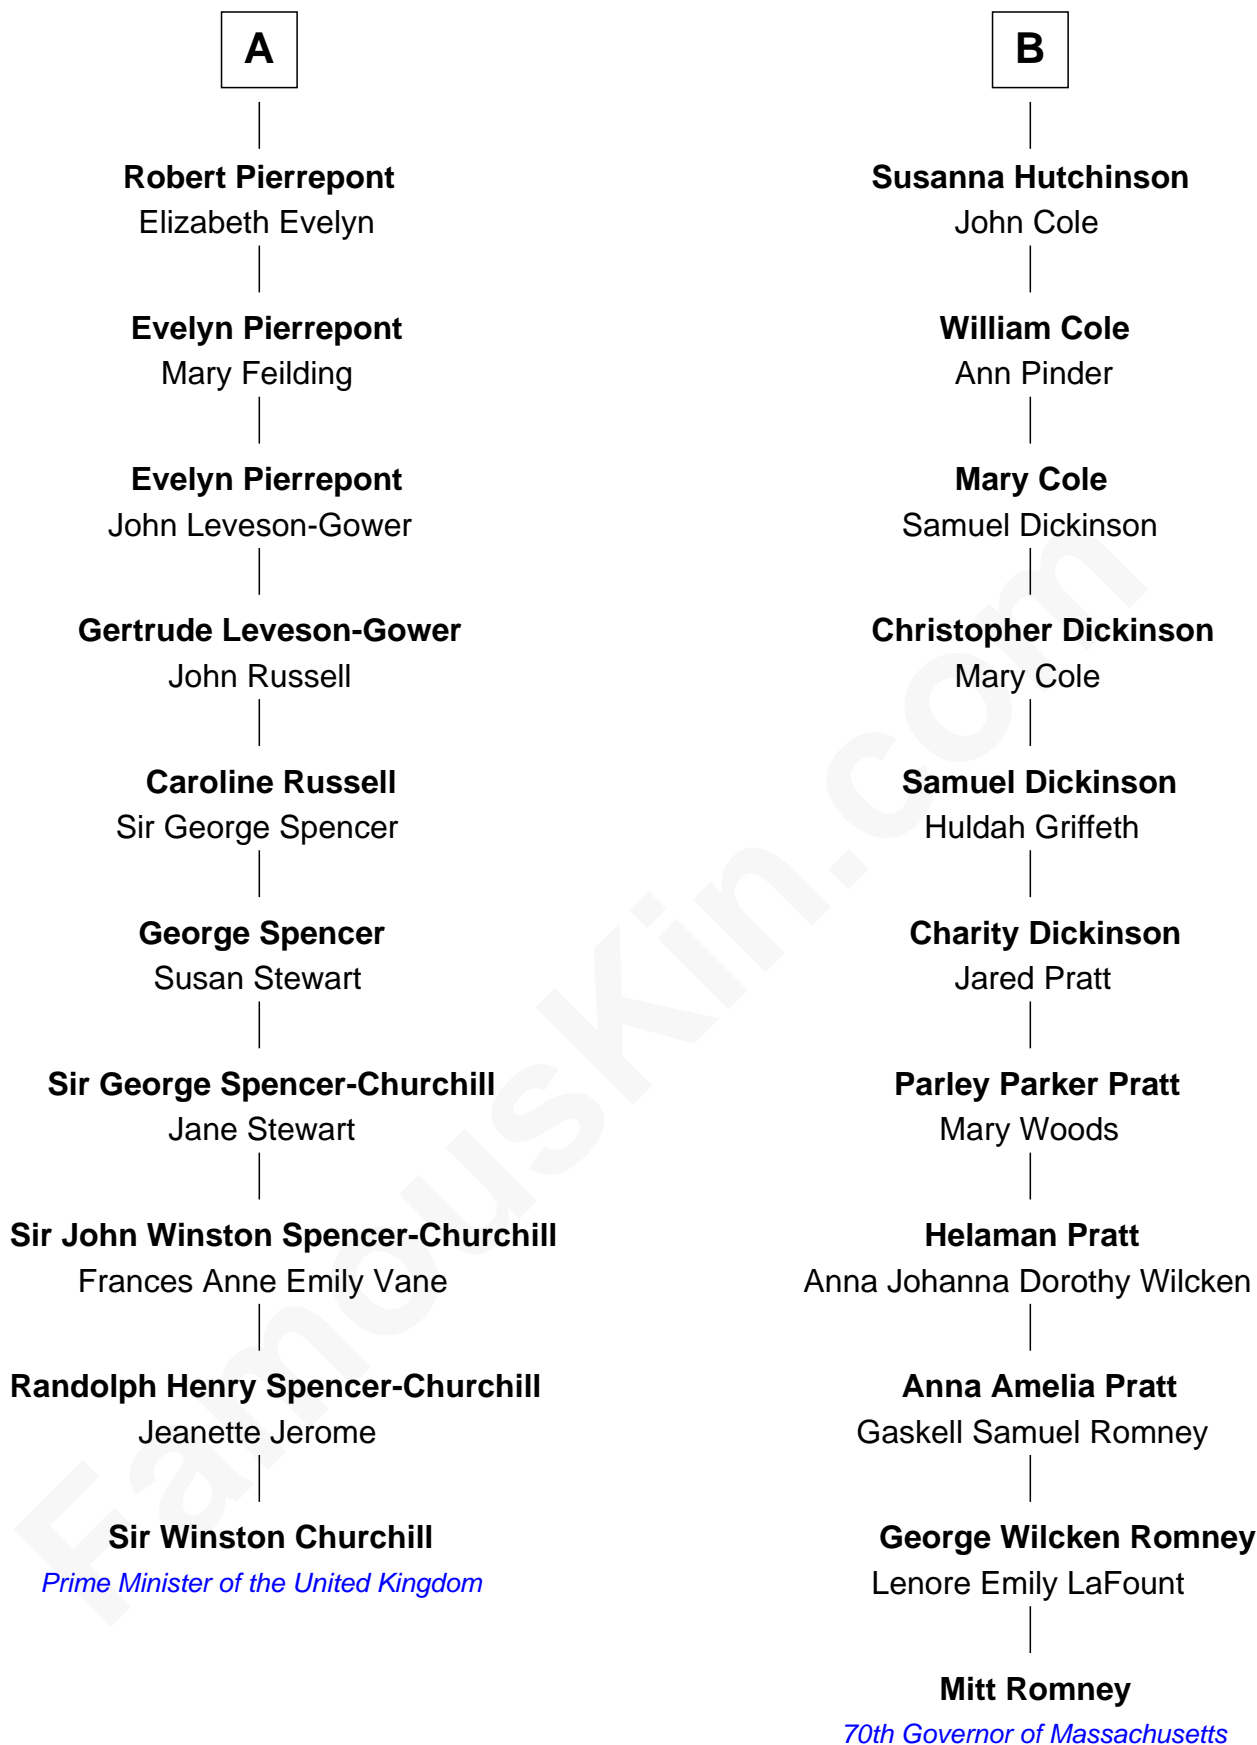 A
Robert Pierrepont
Elizabeth Evelyn
Evelyn Pierrepont
Mary Feilding
Evelyn Pierrepont
John Leveson-Gower
Gertrude Leveson-Gower
John Russell
Caroline Russell
Sir George Spencer
George Spencer
Susan Stewart
Sir George Spencer-Churchill
Jane Stewart
Sir John Winston Spencer-Churchill
Frances Anne Emily Vane
Randolph Henry Spencer-Churchill
Jeanette Jerome
Sir Winston Churchill
Prime Minister of the United Kingdom
B
Susanna Hutchinson
John Cole
William Cole
Ann Pinder
Mary Cole
Samuel Dickinson
Christopher Dickinson
Mary Cole
Samuel Dickinson
Huldah Griffeth
Charity Dickinson
Jared Pratt
Parley Parker Pratt
Mary Woods
Helaman Pratt
Anna Johanna Dorothy Wilcken
Anna Amelia Pratt
Gaskell Samuel Romney
George Wilcken Romney
Lenore Emily LaFount
Mitt Romney
70th Governor of Massachusetts
FamousKin.com